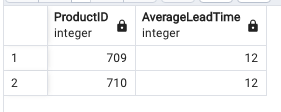 ProductID AverageLeadTime
integer integer
1 709 12
2 710 12